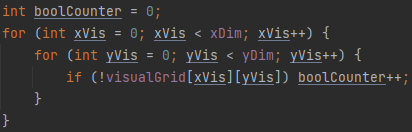 int boolCounter = 0;
for (int xVis = 0; xVis < xDim; xVis++) {
    for (int yVis = 0; yVis < yDim; yVis++) {
        if (!visualGrid[xVis][yVis]) boolCounter++;
    }
}